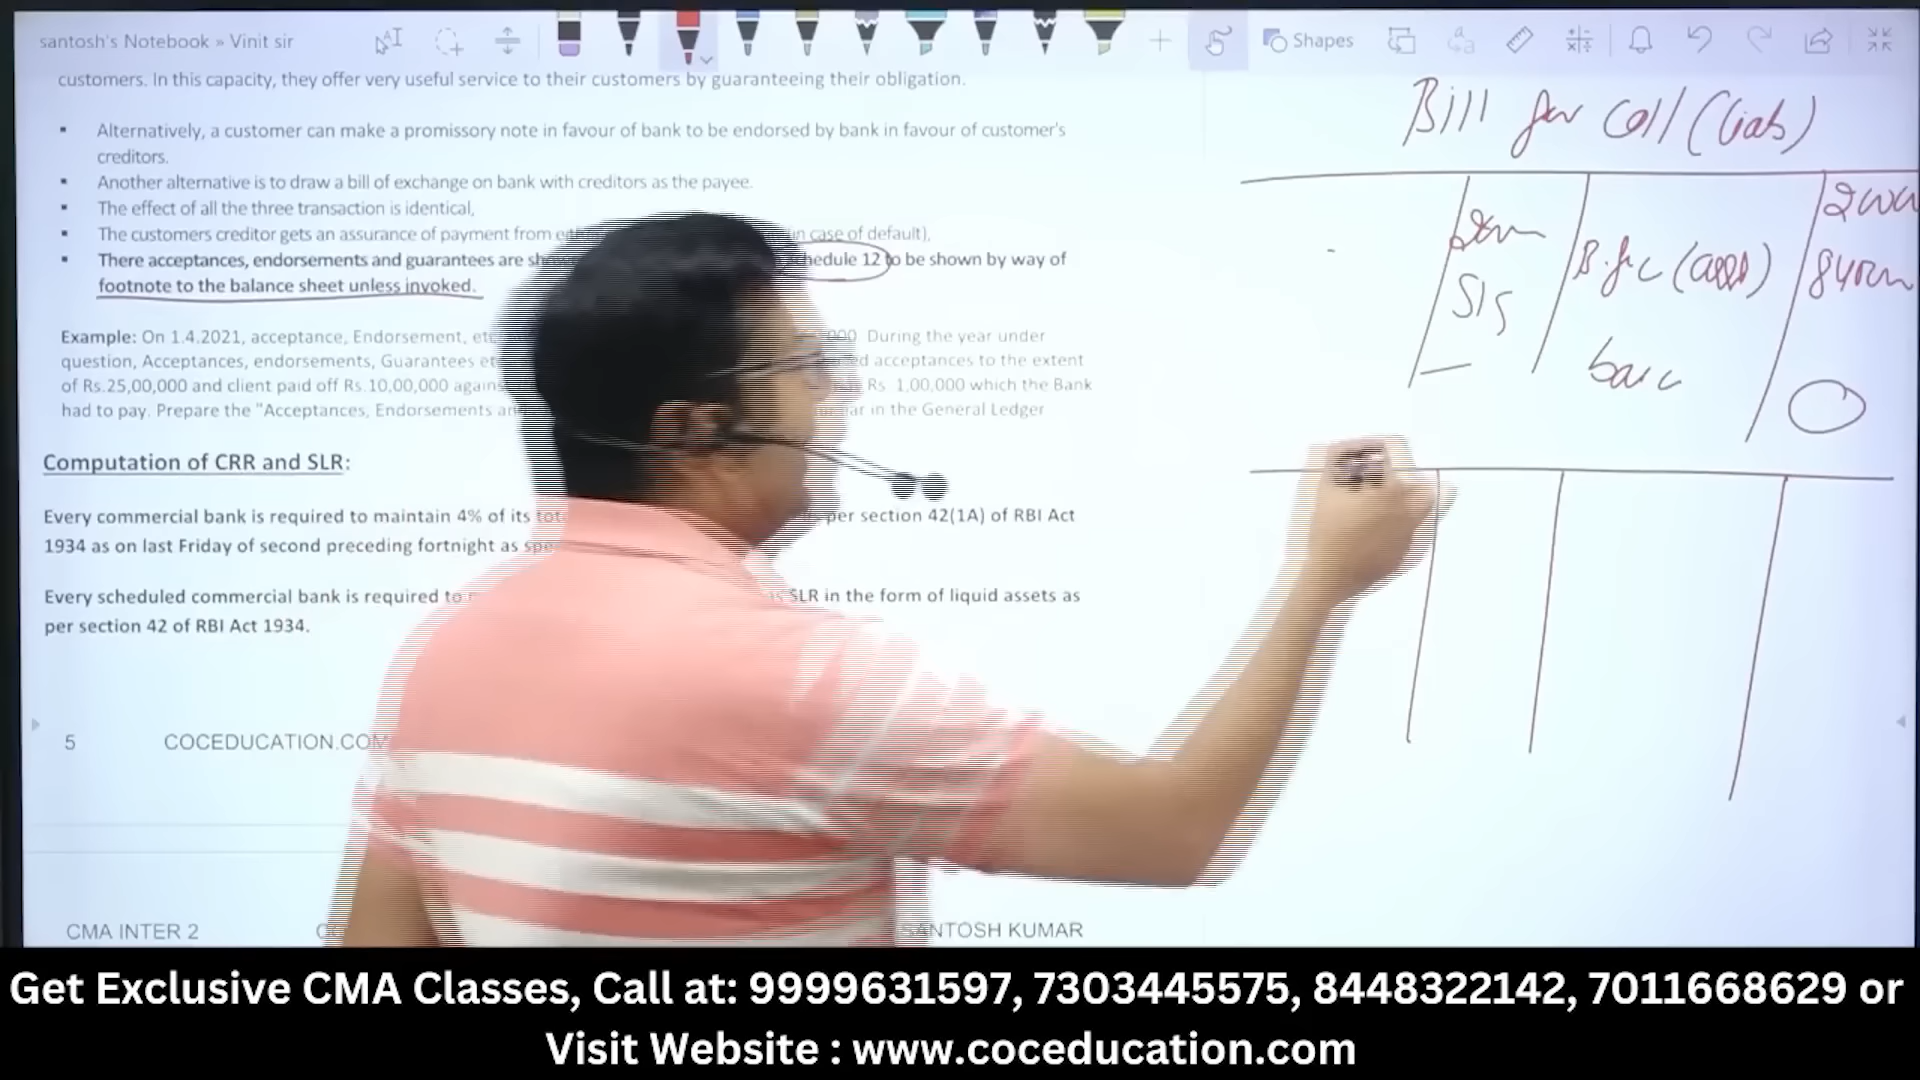 santosh's Notebook » Vinit sir
Shapes
customers. In this capacity, they offer very useful service to their customers by guaranteeing their obligation.
▪ Alternatively, a customer can make a promissory note in favour of bank to be endorsed by bank in favour of customer's
creditors.
▪ Another alternative is to draw a bill of exchange on bank with creditors as the payee.
▪ The effect of all the three transaction is identical,
▪ The customers creditor gets an assurance of payment from in case of default),
▪ There acceptances, endorsements and guarantees are chedule 12 to be shown by way of
footnote to the balance sheet unless invoked.
Example: On 1.4.2021, acceptance, Endorsement, etc 000 During the year under
question, Acceptances, endorsements, Guarantees et ed acceptances to the extent
of Rs.25,00,000 and client paid off Rs.10,00,000 agains Rs 1,00,000 which the Bank
had to pay. Prepare the "Acceptances, Endorsements an ar in the General Ledger
Computation of CRR and SLR:
Every commercial bank is required to maintain 4% of its tot per section 42(1A) of RBI Act
1934 as on last Friday of second preceding fortnight as spe
Every scheduled commercial bank is required to SLR in the form of liquid assets as
per section 42 of RBI Act 1934.
5 COCEDUCATION.COM
CMA INTER 2 SANTOSH KUMAR
Bill for Coll (Liab)
Get Exclusive CMA Classes, Call at: 9999631597, 7303445575, 8448322142, 7011668629 or
Visit Website : www.coceducation.com